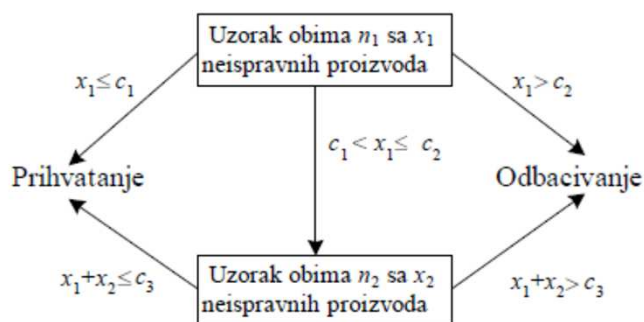 Uzorak obima n₁ sa x₁
neispravnih proizvoda
x₁≤ c₁
x₁> c₂
c₁ < x₁≤ c₂
Prihvatanje
Odbacivanje
x₁+x₂≤ c₃
Uzorak obima n₂ sa x₂
neispravnih proizvoda
x₁+x₂> c₃